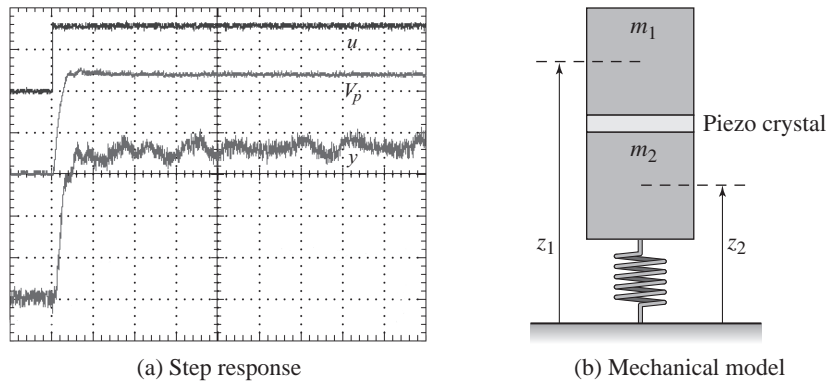 u
V_p
y
(a) Step response
m_1
Piezo crystal
m_2
z_1
z_2
(b) Mechanical model